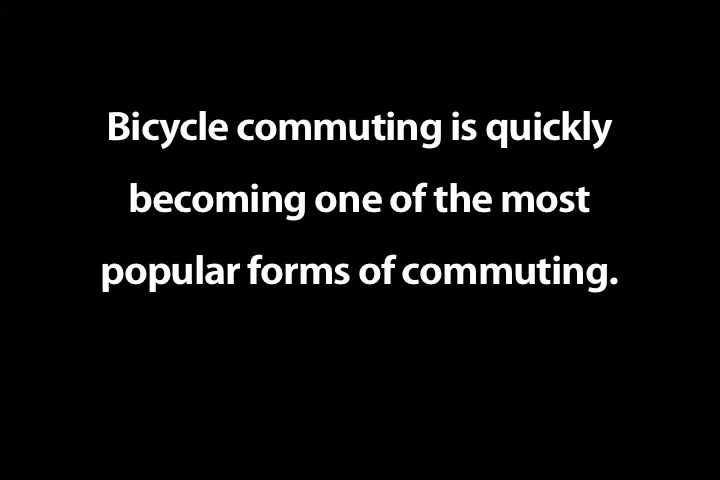 Bicycle commuting is quickly
becoming one of the most
popular forms of commuting.